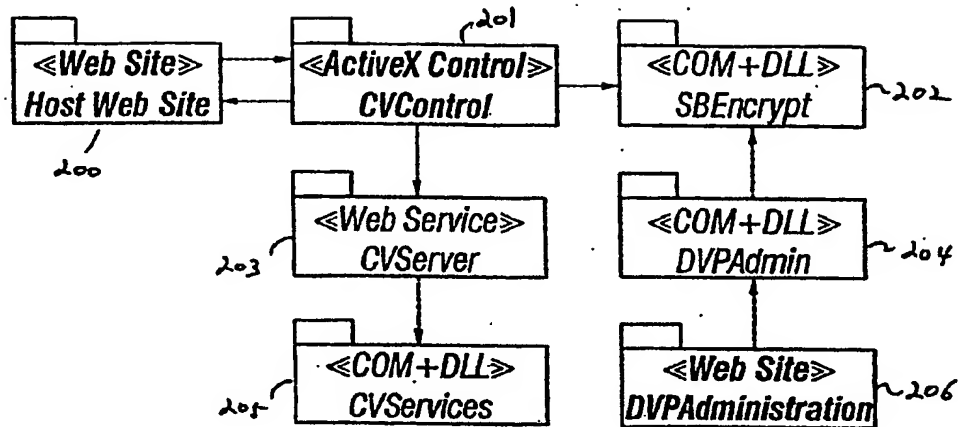 201
≪Web Site≫
Host Web Site
≪ActiveX Control≫
CVControl
≪COM+DLL≫
SBEncrypt
202
200
≪Web Service≫
CVServer
203
≪COM+DLL≫
DVPAdmin
204
≪COM+DLL≫
CVServices
205
≪Web Site≫
DVPAdministration
206